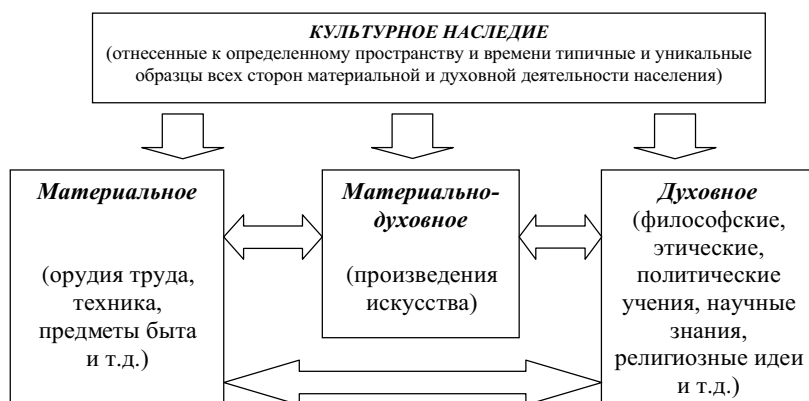 КУЛЬТУРНОЕ НАСЛЕДИЕ
(отнесенные к определенному пространству и времени типичные и уникальные
образцы всех сторон материальной и духовной деятельности населения)
Материальное
(орудия труда,
техника,
предметы быта
и т.д.)
Материально-
духовное
(произведения
искусства)
Духовное
(философские,
этические,
политические
учения, научные
знания,
религиозные идеи
и т.д.)